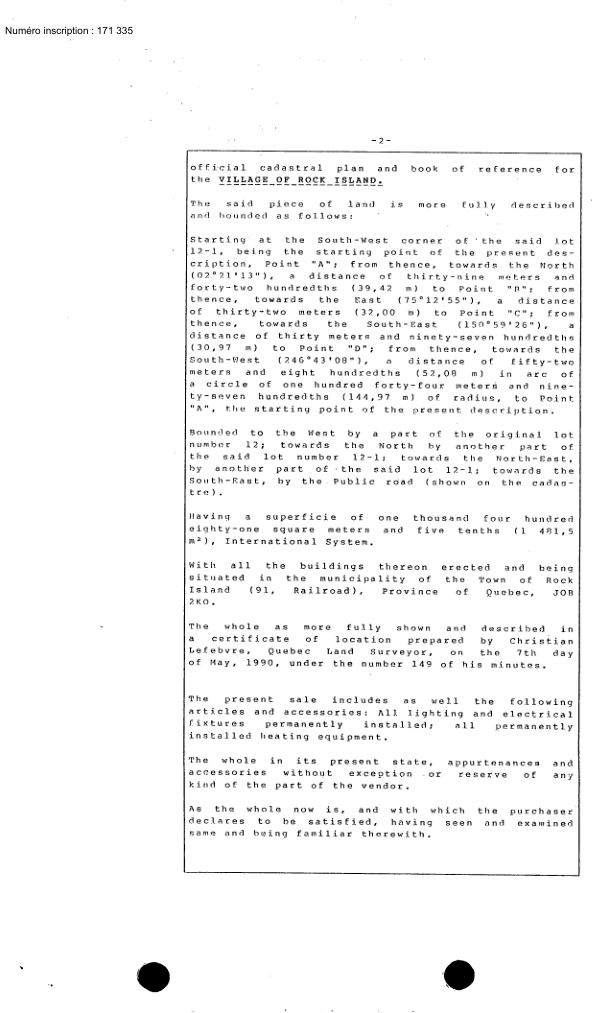 Numéro inscription : 171 335
-2-
official cadastral plan and book of reference for
the VILLAGE OF ROCK ISLAND.
The said piece of land is more fully described
and bounded as follows:
Starting at the South-West corner of the said lot
12-1, being the starting point of the present des-
cription, Point "A"; from thence, towards the North
(02°21'13"), a distance of thirty-nine meters and
forty-two hundredths (39,42 m) to Point "B"; from
thence, towards the East (75°12'55"), a distance
of thirty-two meters (32,00 m) to Point "C"; from
thence, towards the South-East (150°59'26"), a
distance of thirty meters and ninety-seven hundredths
(30,97 m) to Point "D"; from thence, towards the
South-West (246°43'08"), a distance of fifty-two
meters and eight hundredths (52,08 m) in arc of
a circle of one hundred forty-four meters and nine-
ty-seven hundredths (144,97 m) of radius, to Point
"A", the starting point of the present description.
Bounded to the West by a part of the original lot
number 12; towards the North by another part of
the said lot number 12-1; towards the North-East,
by another part of the said lot 12-1; towards the
South-East, by the Public road (shown on the cadas-
tre).
Having a superficie of one thousand four hundred
eighty-one square meters and five tenths (1 481,5
m²), International System.
With all the buildings thereon erected and being
situated in the municipality of the Town of Rock
Island (91, Railroad), Province of Quebec, JOB
2KO.
The whole as more fully shown and described in
a certificate of location prepared by Christian
Lefebvre, Quebec Land Surveyor, on the 7th day
of May, 1990, under the number 149 of his minutes.
The present sale includes as well the following
articles and accessories: All lighting and electrical
fixtures permanently installed; all permanently
installed heating equipment.
The whole in its present state, appurtenances and
accessories without exception or reserve of any
kind of the part of the vendor.
As the whole now is, and with which the purchaser
declares to be satisfied, having seen and examined
same and being familiar therewith.